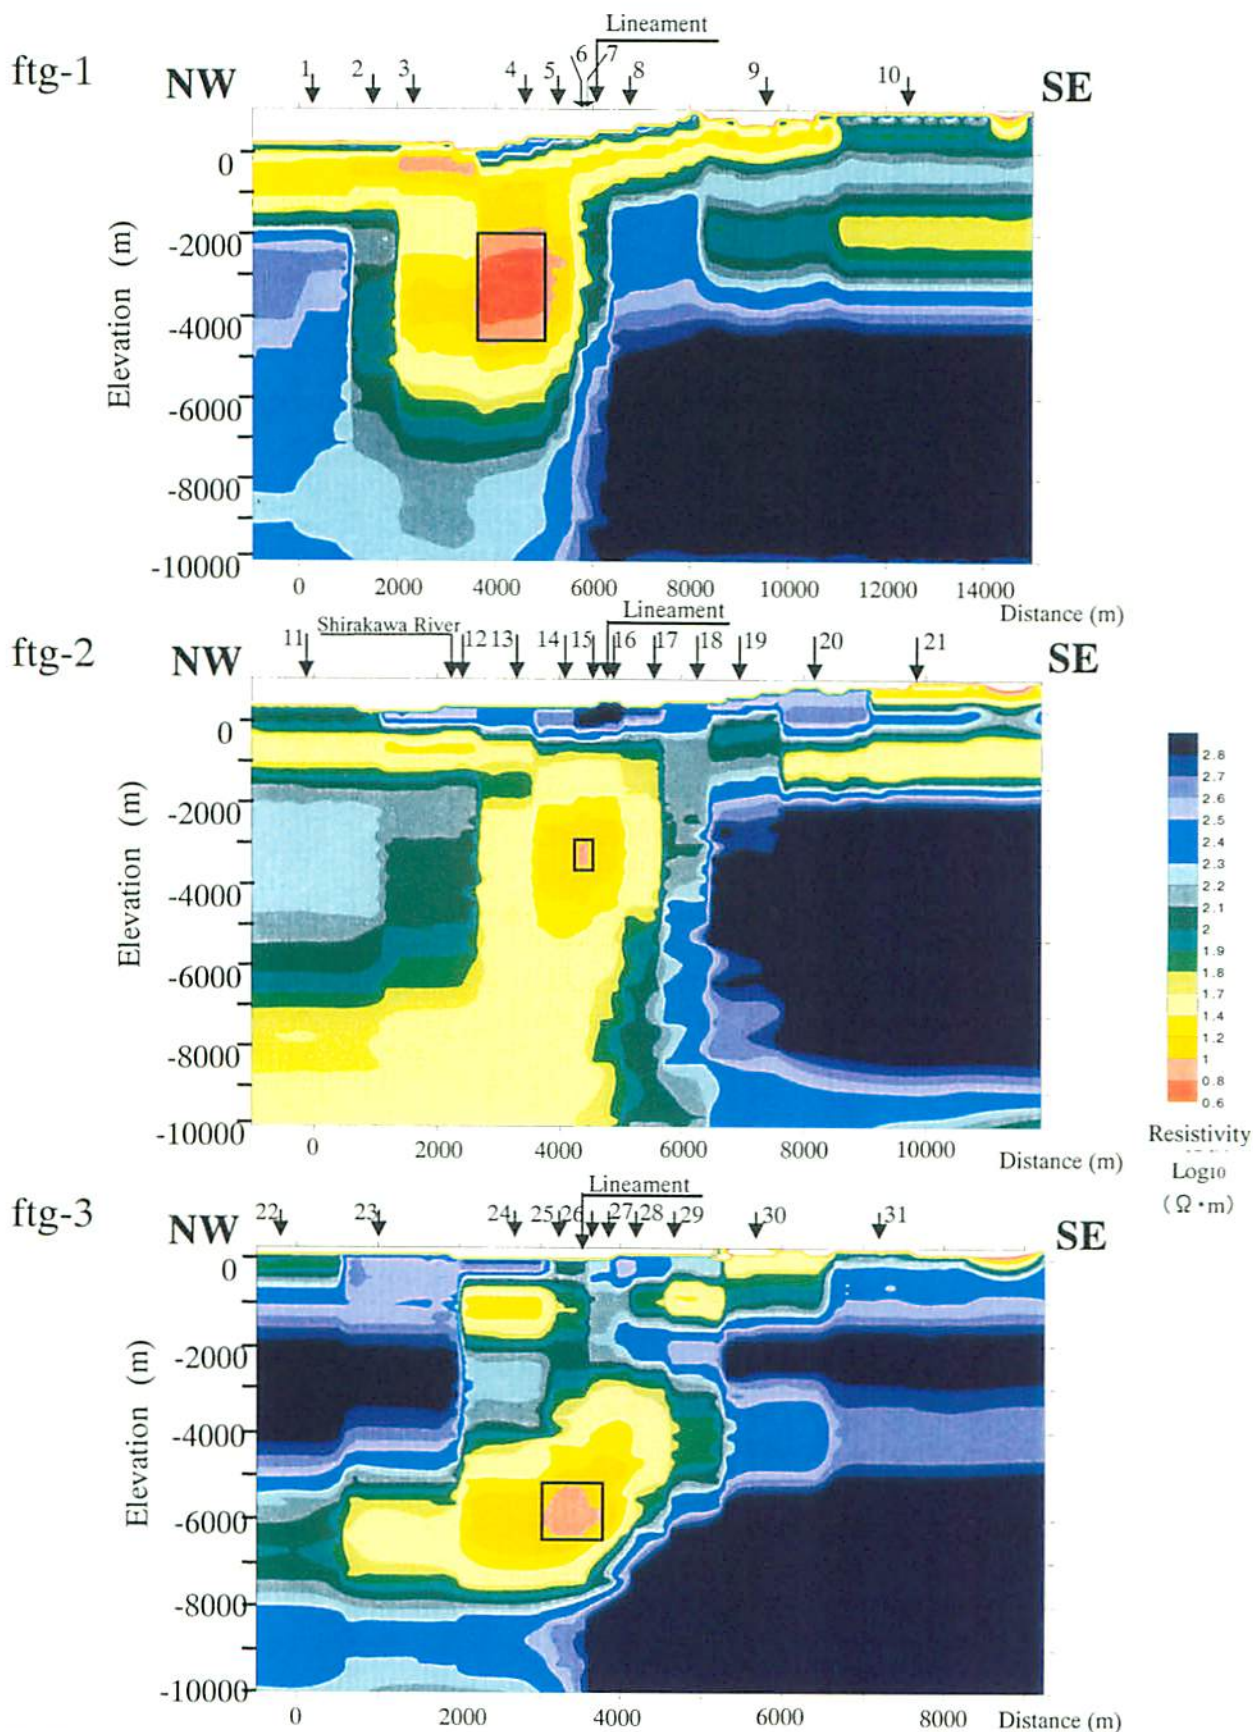 Lineament
ftg-1 NW 1 2 3 4 5 6 7 8 9 10 SE
Elevation (m)
0
-2000
-4000
-6000
-8000
-10000
0 2000 4000 6000 8000 10000 12000 14000
Distance (m)
Lineament
ftg-2 NW 11 Shirakawa River 12 13 14 15 16 17 18 19 20 21 SE
Elevation (m)
0
-2000
-4000
-6000
-8000
-10000
0 2000 4000 6000 8000 10000
Distance (m)
2.8
2.7
2.6
2.5
2.4
2.3
2.2
2.1
2
1.9
1.8
1.7
1.4
1.2
1
0.8
0.6
Resistivity
Log10
(Ω•m)
Lineament
ftg-3 NW 22 23 24 25 26 27 28 29 30 31 SE
Elevation (m)
0
-2000
-4000
-6000
-8000
-10000
0 2000 4000 6000 8000 Distance (m)